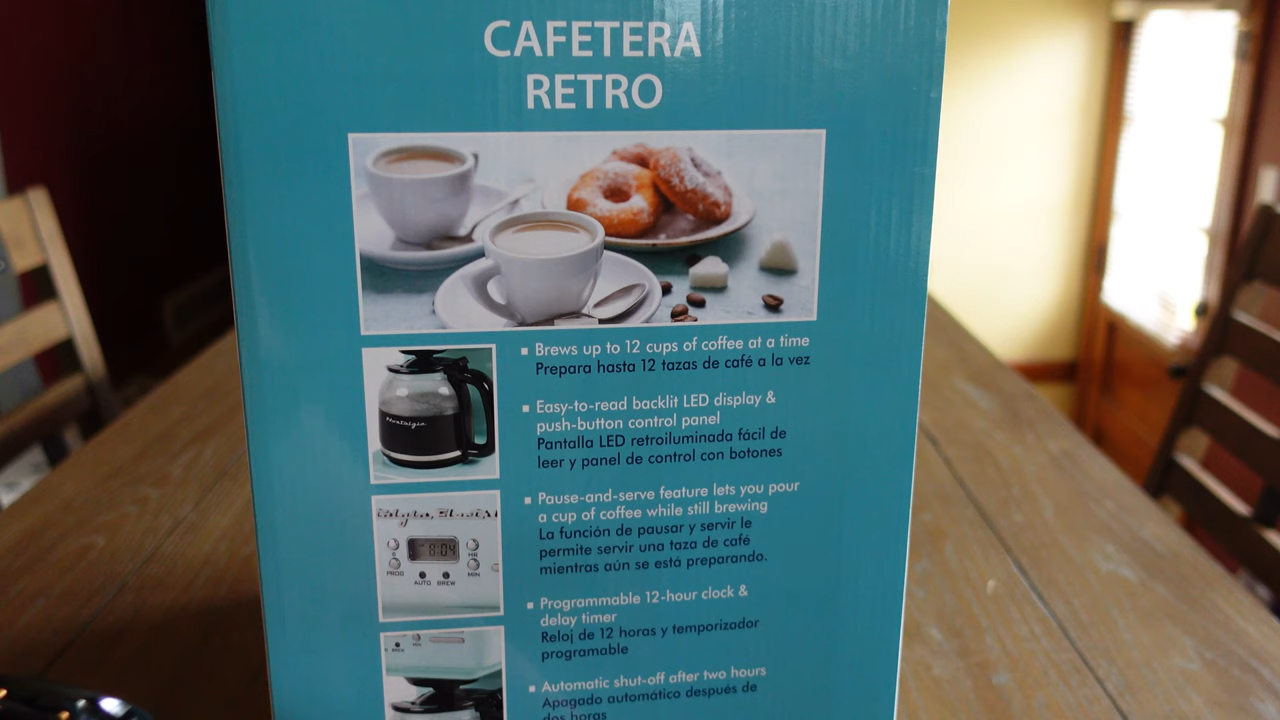 CAFETERA
RETRO
Brews up to 12 cups of coffee at a time
Prepara hasta 12 tazas de café a la vez
Easy-to-read backlit LED display &
push-button control panel
Pantalla LED retroiluminada fácil de
leer y panel de control con botones
Pause-and-serve feature lets you pour
a cup of coffee while still brewing
La función de pausar y servir le
permite servir una taza de café
mientras aún se está preparando.
Programmable 12-hour clock &
delay timer
Reloj de 12 horas y temporizador
programable
Automatic shut-off after two hours
Apagado automático después de
dos horas
Nostalgia
8:04
PROG
HR
MIN
AUTO BREW